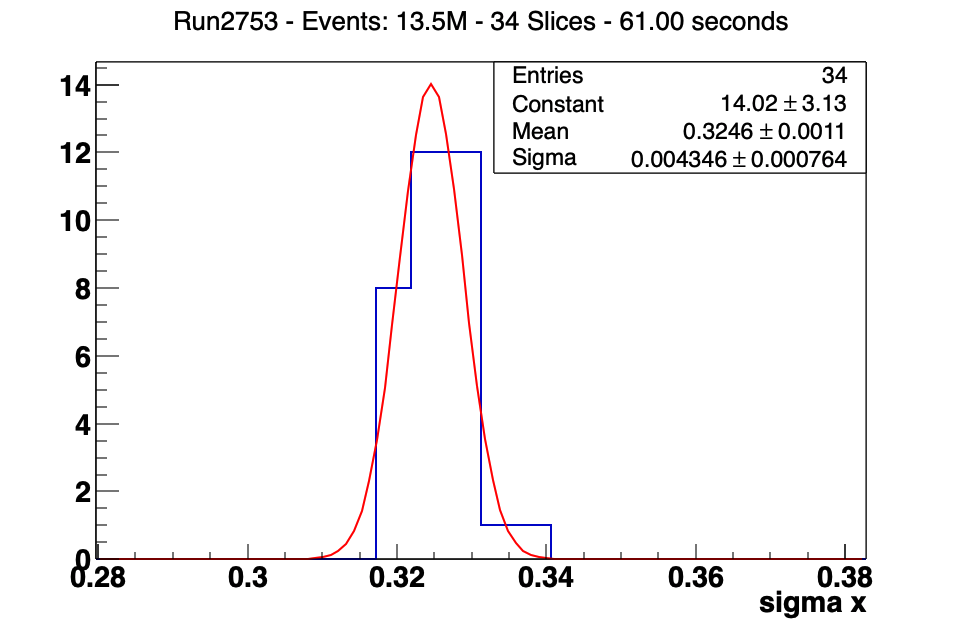 Run2753 - Events: 13.5M - 34 Slices - 61.00 seconds
Entries 34
Constant 14.02 ± 3.13
Mean 0.3246 ± 0.0011
Sigma 0.004346 ± 0.000764
14
12
10
8
6
4
2
0
0.28 0.3 0.32 0.34 0.36 0.38
sigma x